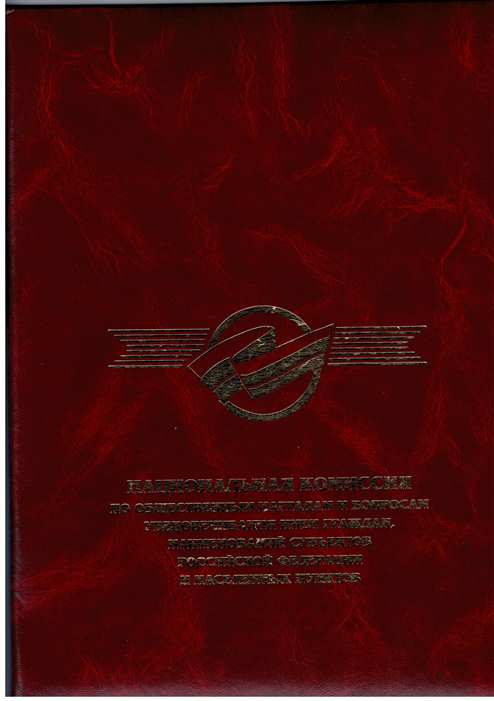 НАЦИОНАЛЬНАЯ КОМИССИЯ
ПО ОБЩЕСТВЕННЫМ НАГРАДАМ И ВОПРОСАМ
УВЕКОВЕЧИВАНИЯ ИМЕН ГРАЖДАН,
НАИМЕНОВАНИЙ СУБЪЕКТОВ
РОССИЙСКОЙ ФЕДЕРАЦИИ
И НАСЕЛЕННЫХ ПУНКТОВ